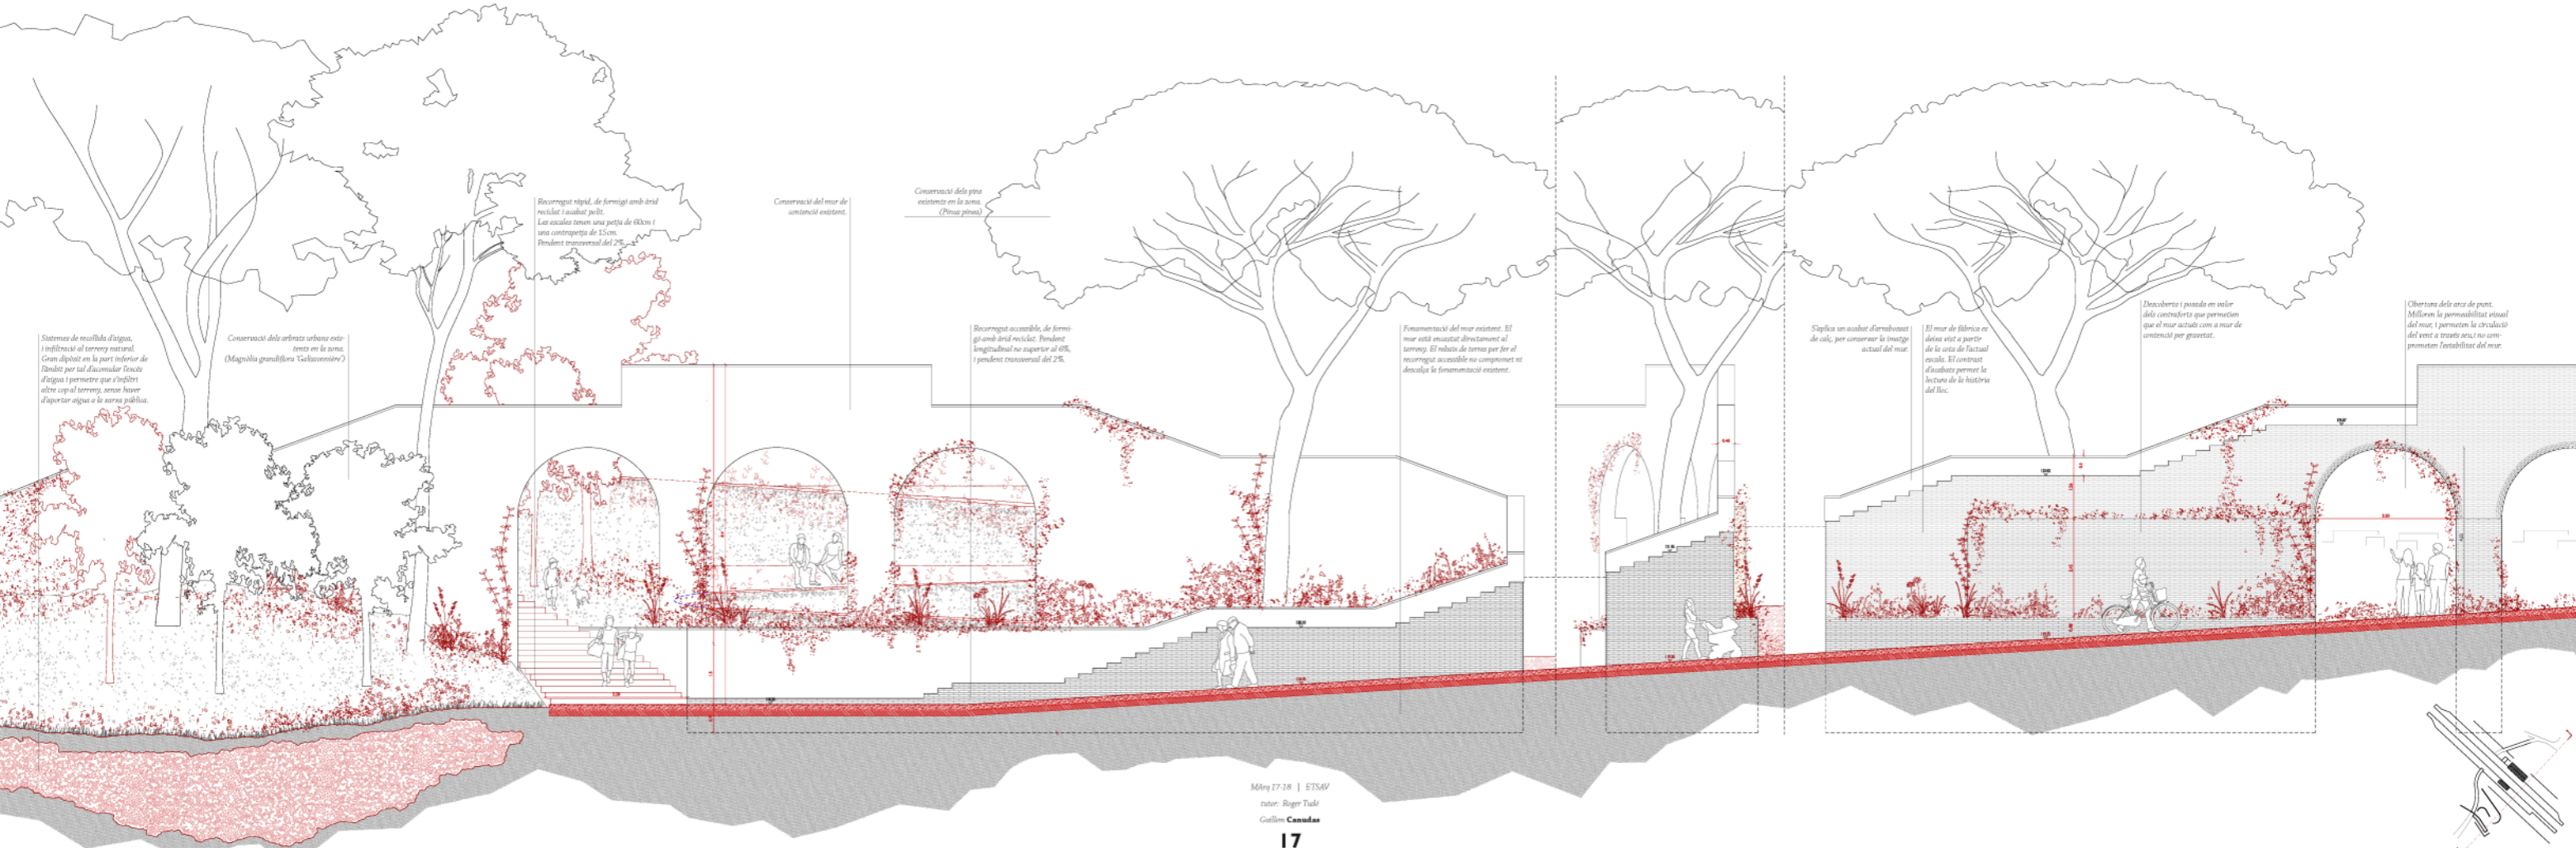 Sistemes de recollida d'aigua,
i infiltració al terreny natural.
Gran dipòsit en la part inferior de
l'àmbit per tal d'acumular l'excés
d'aigua i permetre que s'infiltri
altre cop al terreny, sense haver
d'aportar aigua a la xarxa pública.
Conservació dels arbrats urbans exis-
tents en la zona.
(Magnòlia grandiflora 'Galissonnière')
Recorregut ràpid, de formigó amb àrid
reciclat i acabat polit.
Les escales tenen una petja de 60cm i
una contrapetja de 15cm.
Pendent transversal del 2%.
Conservació del mur de
contenció existent.
Conservació dels pins
existents en la zona.
(Pinus pinea)
Recorregut accessible, de formi-
gó amb àrid reciclat. Pendent
longitudinal no superior al 6%,
i pendent transversal del 2%.
Fonamentació del mur existent. El
mur està encastat directament al
terreny. El rebaix de terres per fer el
recorregut accessible no compromet ni
descalça la fonamentació existent.
S'aplica un acabat d'arrebossat
de calç, per conservar la imatge
actual del mur.
El mur de fàbrica es
deixa vist a partir
de la cota de l'actual
escala. El contrast
d'acabats permet la
lectura de la història
del lloc.
Descoberta i posada en valor
dels contraforts que permetien
que el mur actués com a mur de
contenció per gravetat.
Obertura dels arcs de punt.
Milloren la permeabilitat visual
del mur, i permeten la circulació
del vent a través seu, i no com-
prometen l'estabilitat del mur.
MArq 17-18 | ETSAV
tutor: Roger Tudó
Guillem Canudas
17